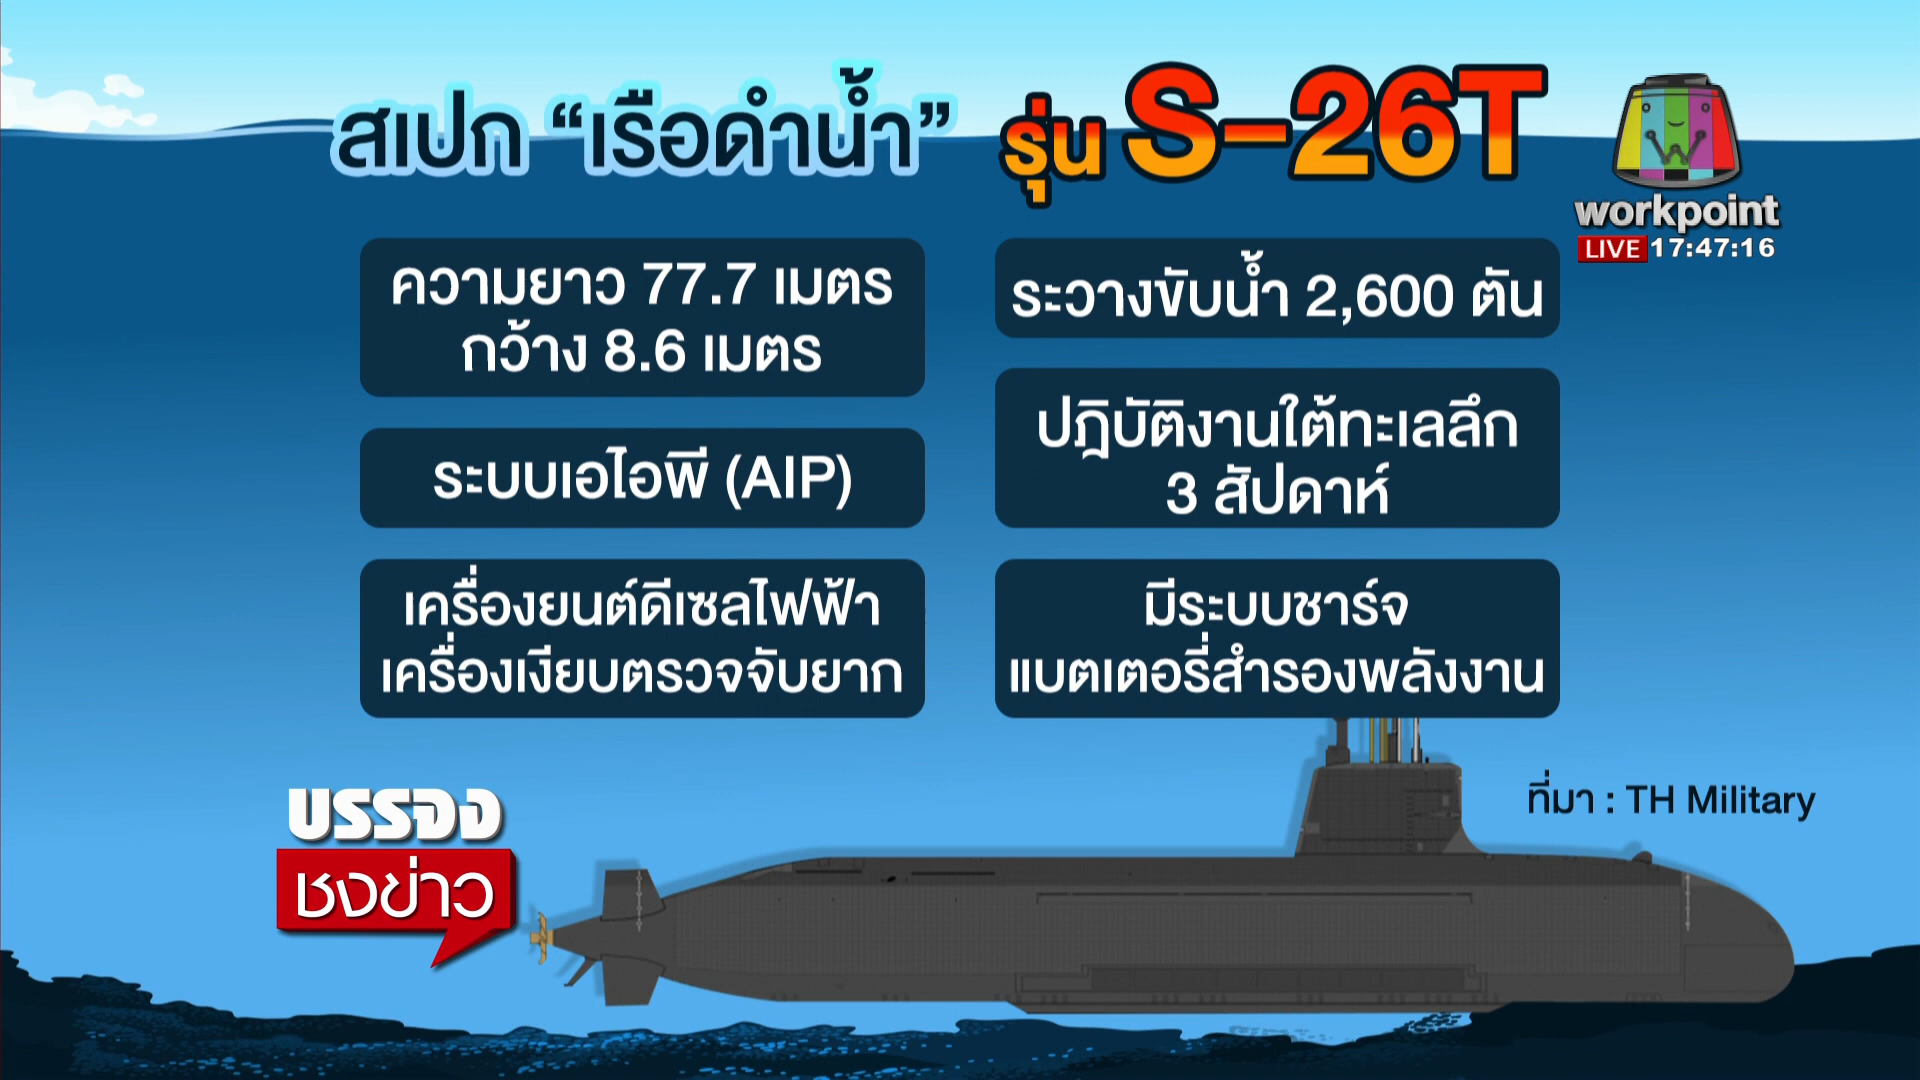 สเปก “เรือดำน้ำ” รุ่น S-26T
workpoint
LIVE 17:47:16
ความยาว 77.7 เมตร
กว้าง 8.6 เมตร
ระวางขับน้ำ 2,600 ตัน
ระบบเอไอพี (AIP)
ปฎิบัติงานใต้ทะเลลึก
3 สัปดาห์
เครื่องยนต์ดีเซลไฟฟ้า
เครื่องเงียบตรวจจับยาก
มีระบบชาร์จ
แบตเตอรี่สำรองพลังงาน
ที่มา : TH Military
บรรจง
ชงข่าว